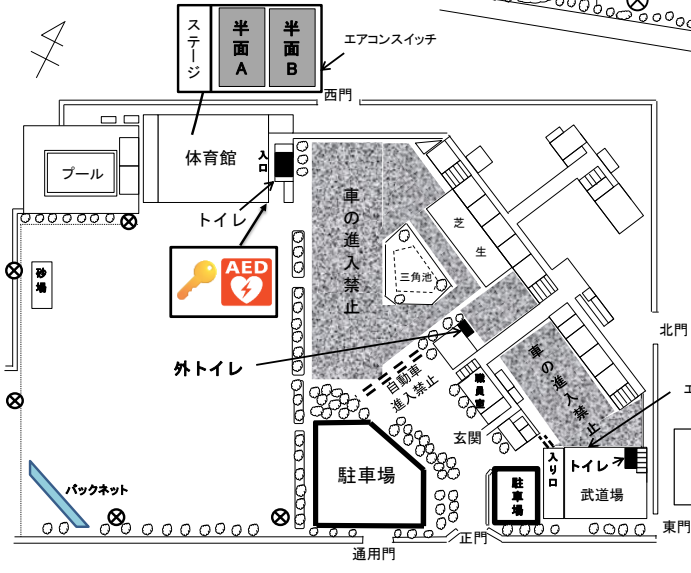 ステージ
半面A
半面B
エアコンスイッチ
西門
プール
体育館
入口
トイレ
AED
砂場
車の進入禁止
芝生
三角池
北門
外トイレ
自動車
進入禁止
職員室
車の進入禁止
エ
玄関
バックネット
駐車場
駐車場
入り口
トイレ
武道場
東門
正門
通用門